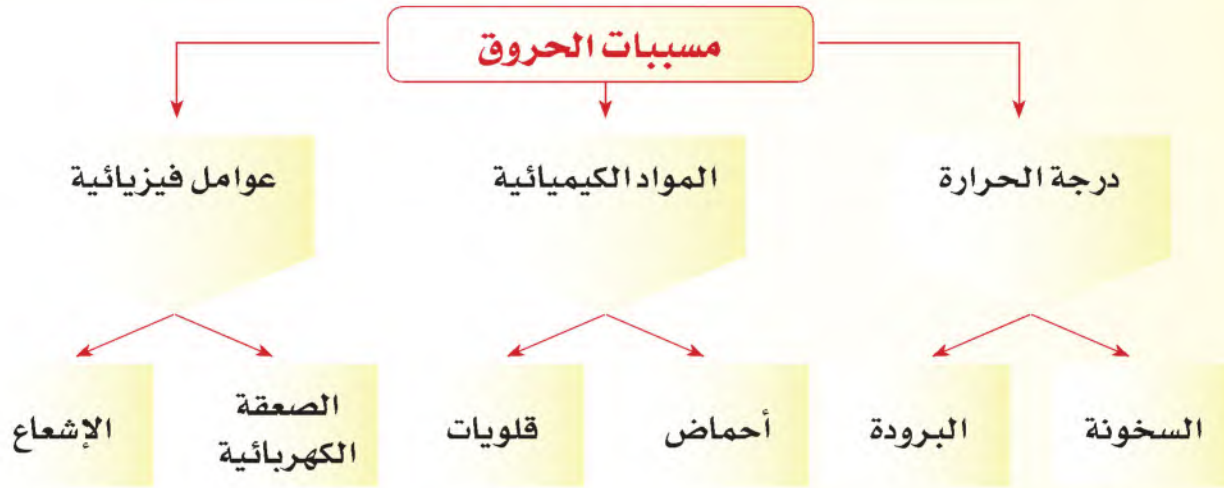 مسببات الحروق
درجة الحرارة
المواد الكيميائية
عوامل فيزيائية
السخونة
البرودة
أحماض
قلويات
الصعقة
الكهربائية
الإشعاع